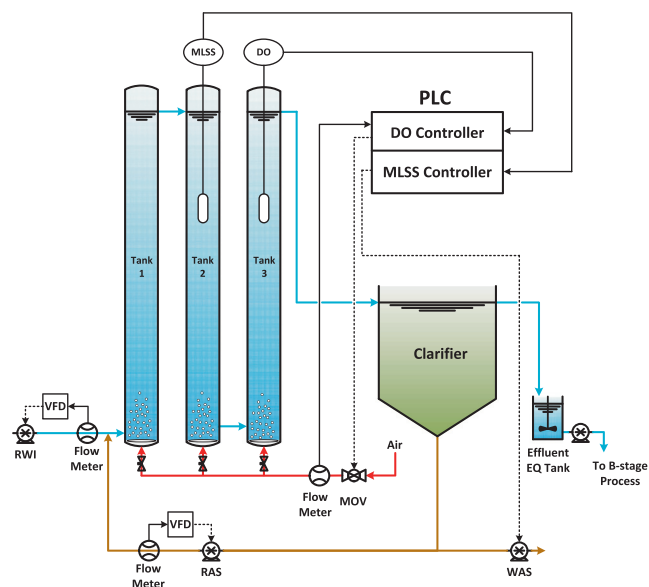 MLSS
DO
PLC
DO Controller
MLSS Controller
Tank
1
Tank
2
Tank
3
Clarifier
VFD
RWI
Flow
Meter
Air
Flow
Meter
MOV
Effluent
EQ Tank
To B-stage
Process
VFD
Flow
Meter
RAS
WAS